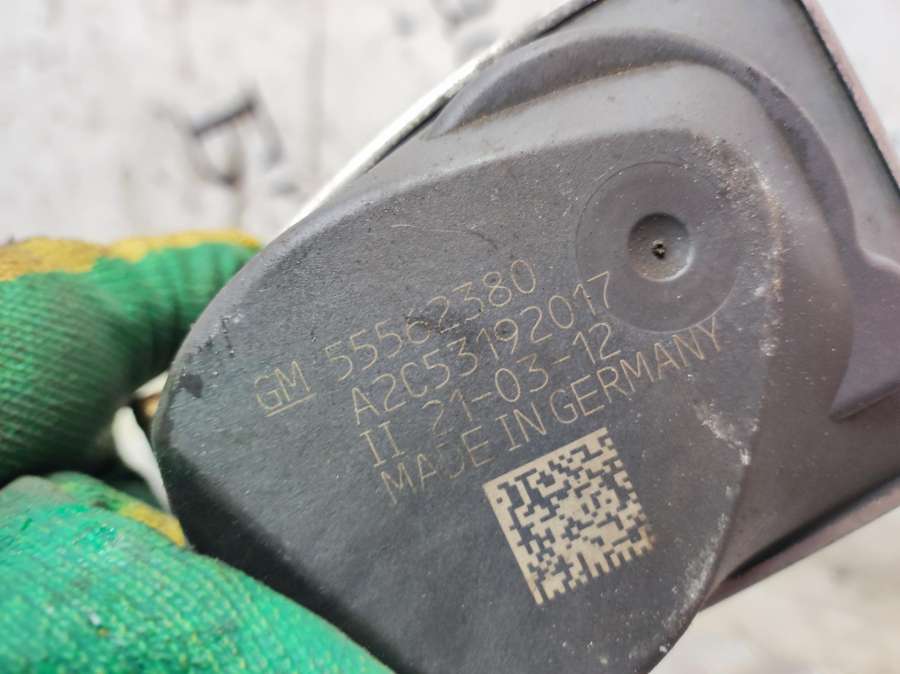 GM 55562380
A2C53192017
II 21-03-12
MADE IN GERMANY